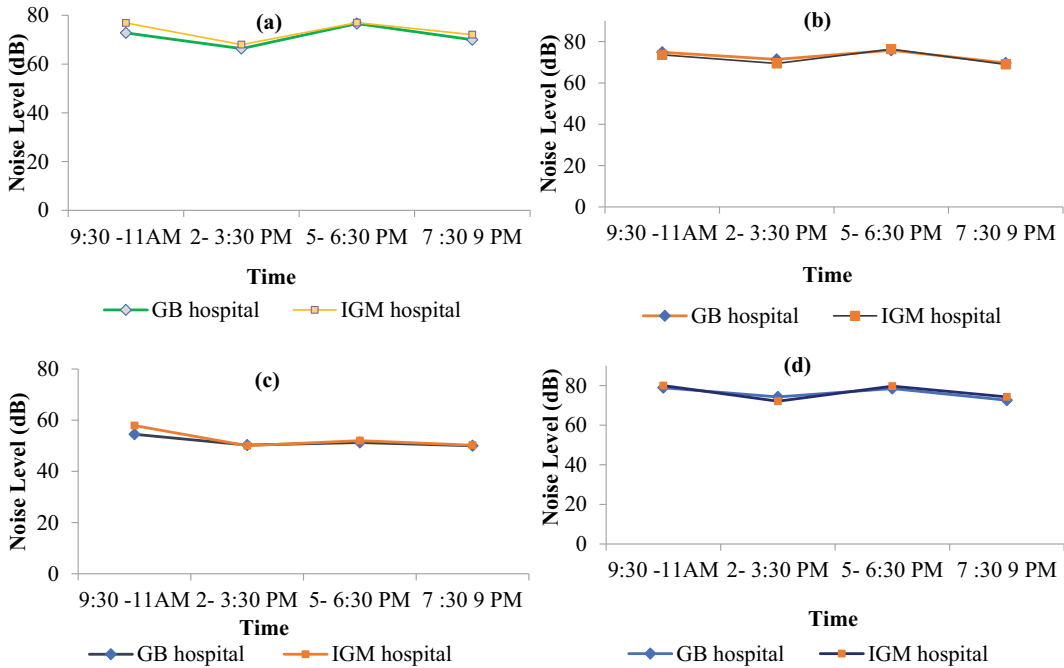 (a)
Noise Level (dB)
80
60
40
20
0
9:30 -11AM 2- 3:30 PM 5- 6:30 PM 7 :30 9 PM
Time
GB hospital IGM hospital
(b)
Noise Level (dB)
80
60
40
20
0
9:30 -11AM 2- 3:30 PM 5- 6:30 PM 7 :30 9 PM
Time
GB hospital IGM hospital
(c)
Noise Level (dB)
80
60
40
20
0
9:30 -11AM 2- 3:30 PM 5- 6:30 PM 7 :30 9 PM
Time
GB hospital IGM hospital
(d)
Noise Level (dB)
80
60
40
20
0
9:30 -11AM 2- 3:30 PM 5- 6:30 PM 7 :30 9 PM
Time
GB hospital IGM hospital